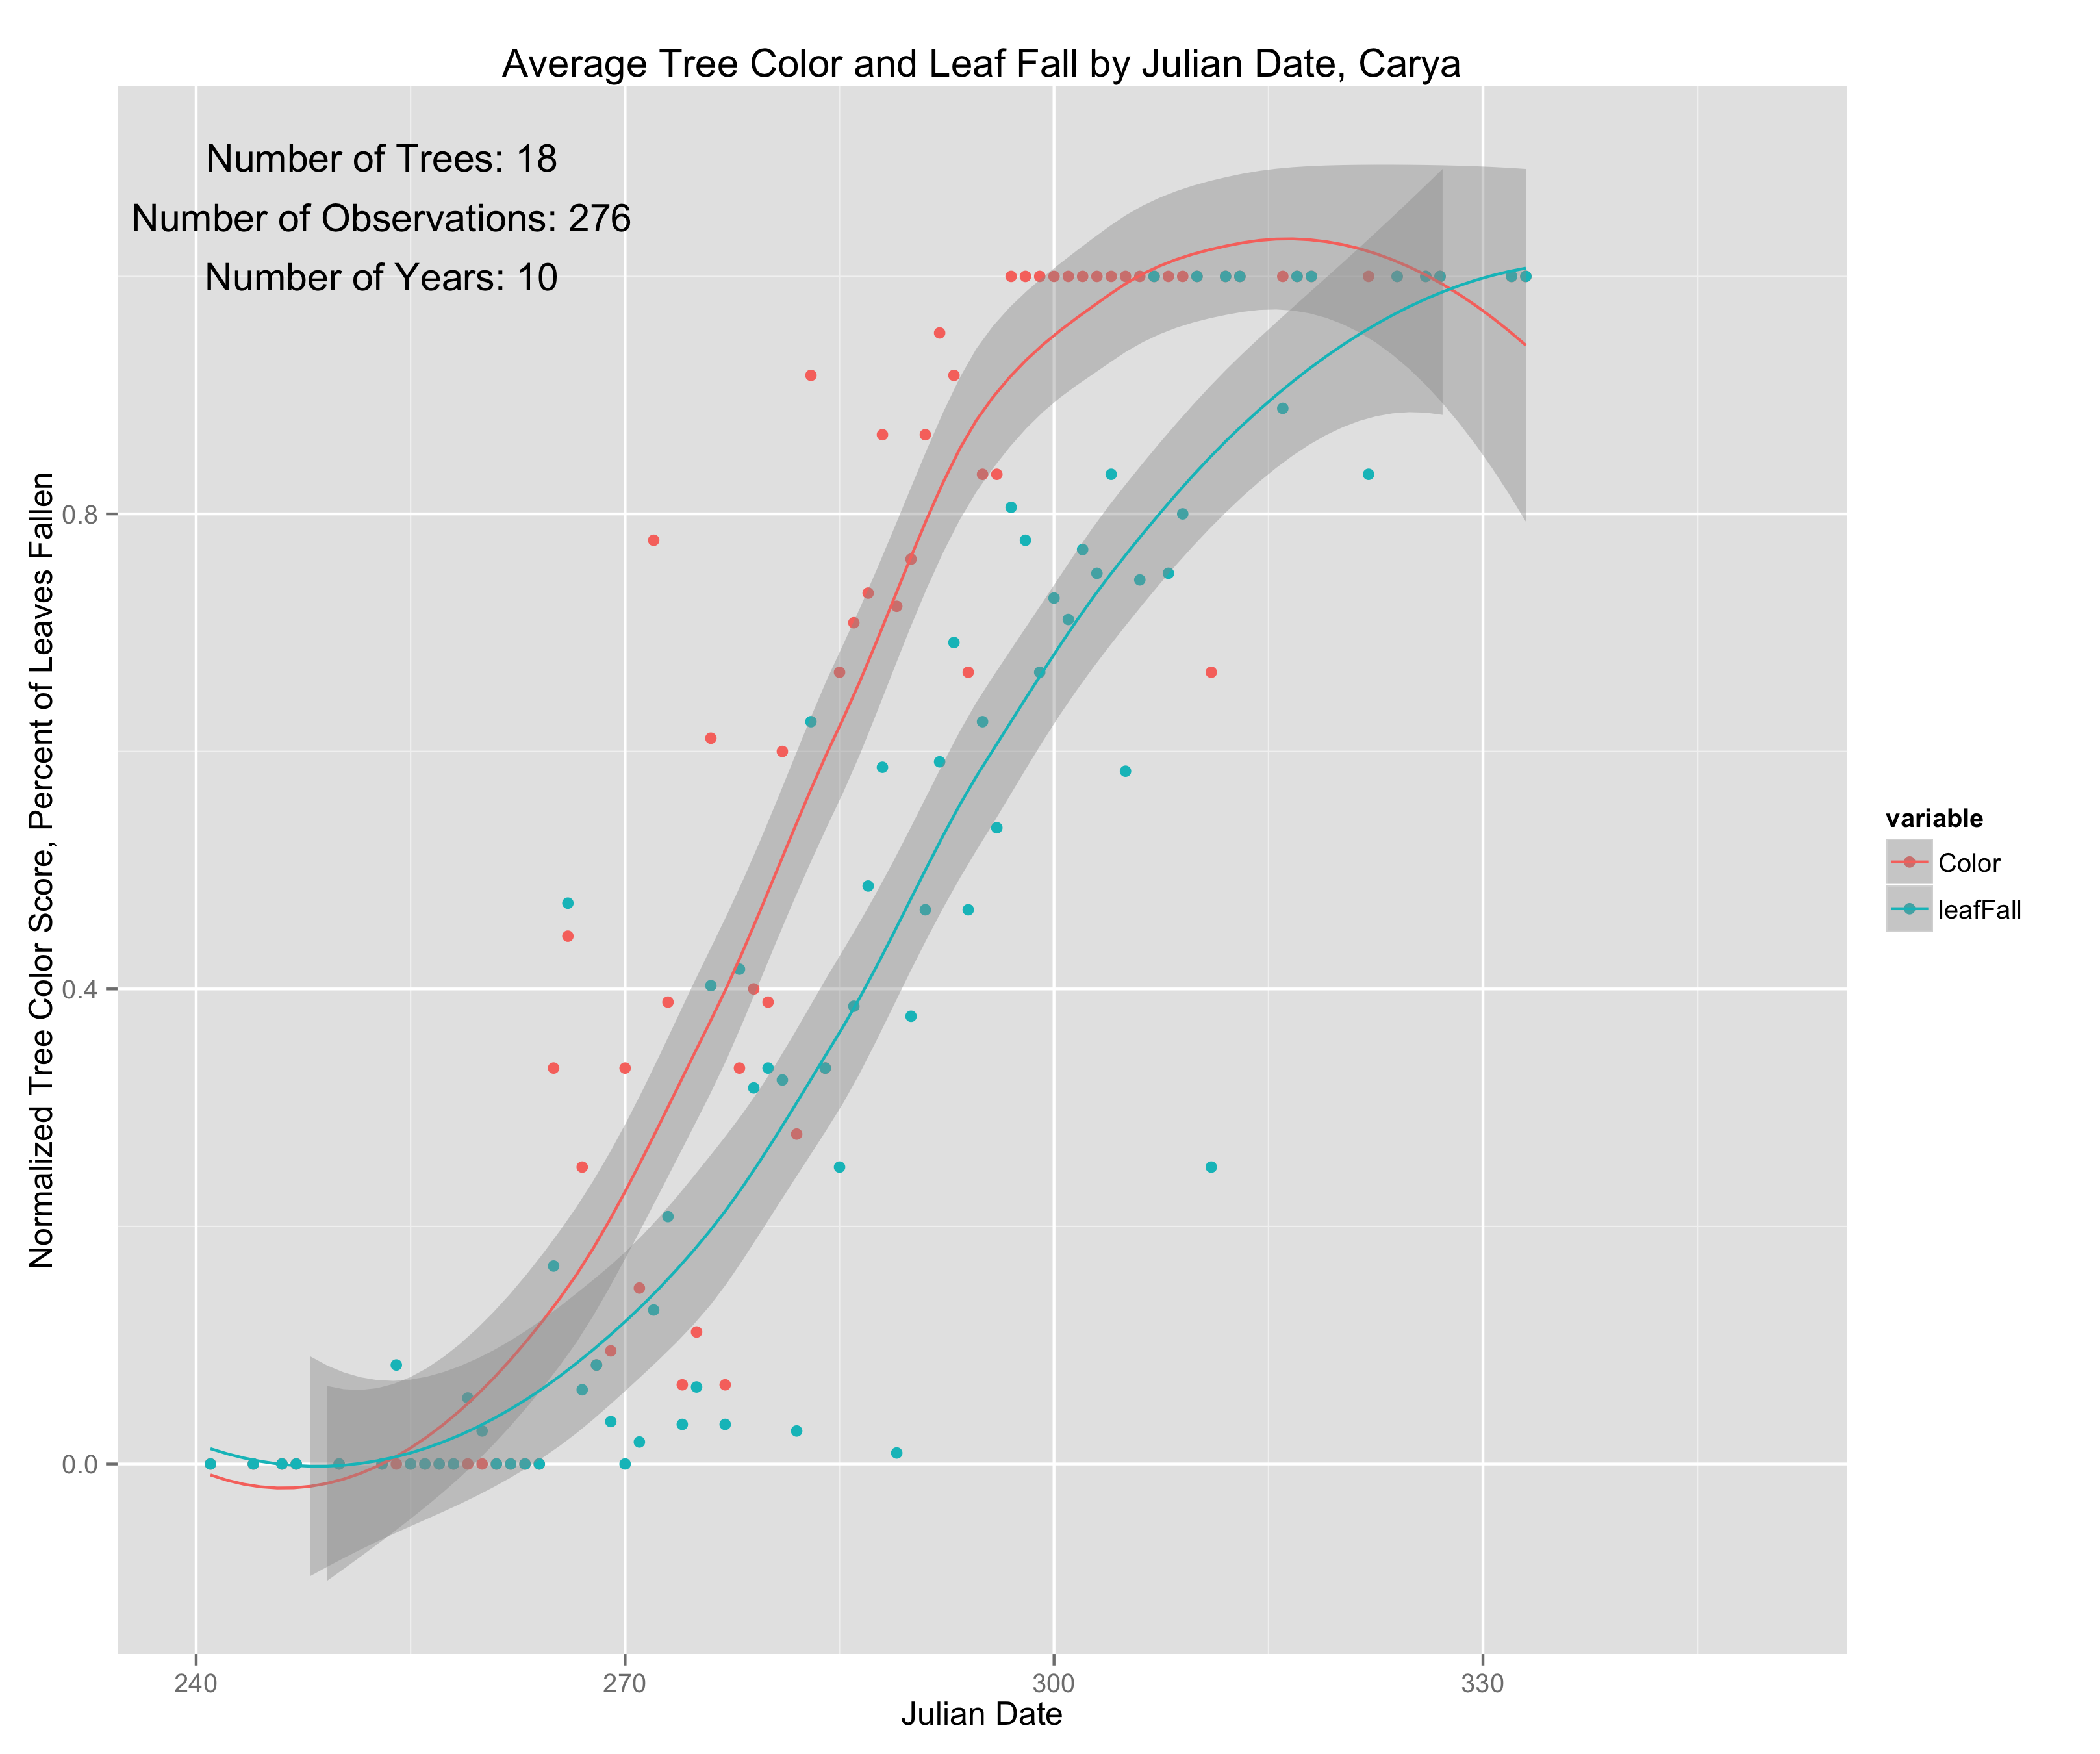 Average Tree Color and Leaf Fall by Julian Date, Carya
Number of Trees: 18
Number of Observations: 276
Number of Years: 10
Normalized Tree Color Score, Percent of Leaves Fallen
0.8
0.4
0.0
240
270
300
330
Julian Date
variable
Color
leafFall